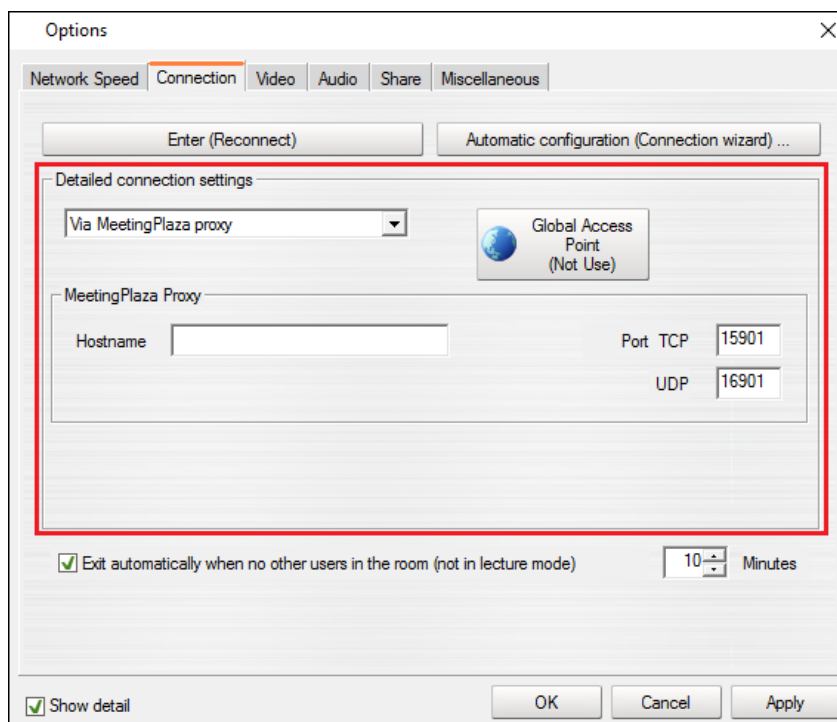 Options
Network Speed Connection Video Audio Share Miscellaneous
Enter (Reconnect) Automatic configuration (Connection wizard) ...
Detailed connection settings
Via MeetingPlaza proxy
Global Access
Point
(Not Use)
MeetingPlaza Proxy
Hostname Port TCP 15901
UDP 16901
Exit automatically when no other users in the room (not in lecture mode) 10 Minutes
Show detail OK Cancel Apply